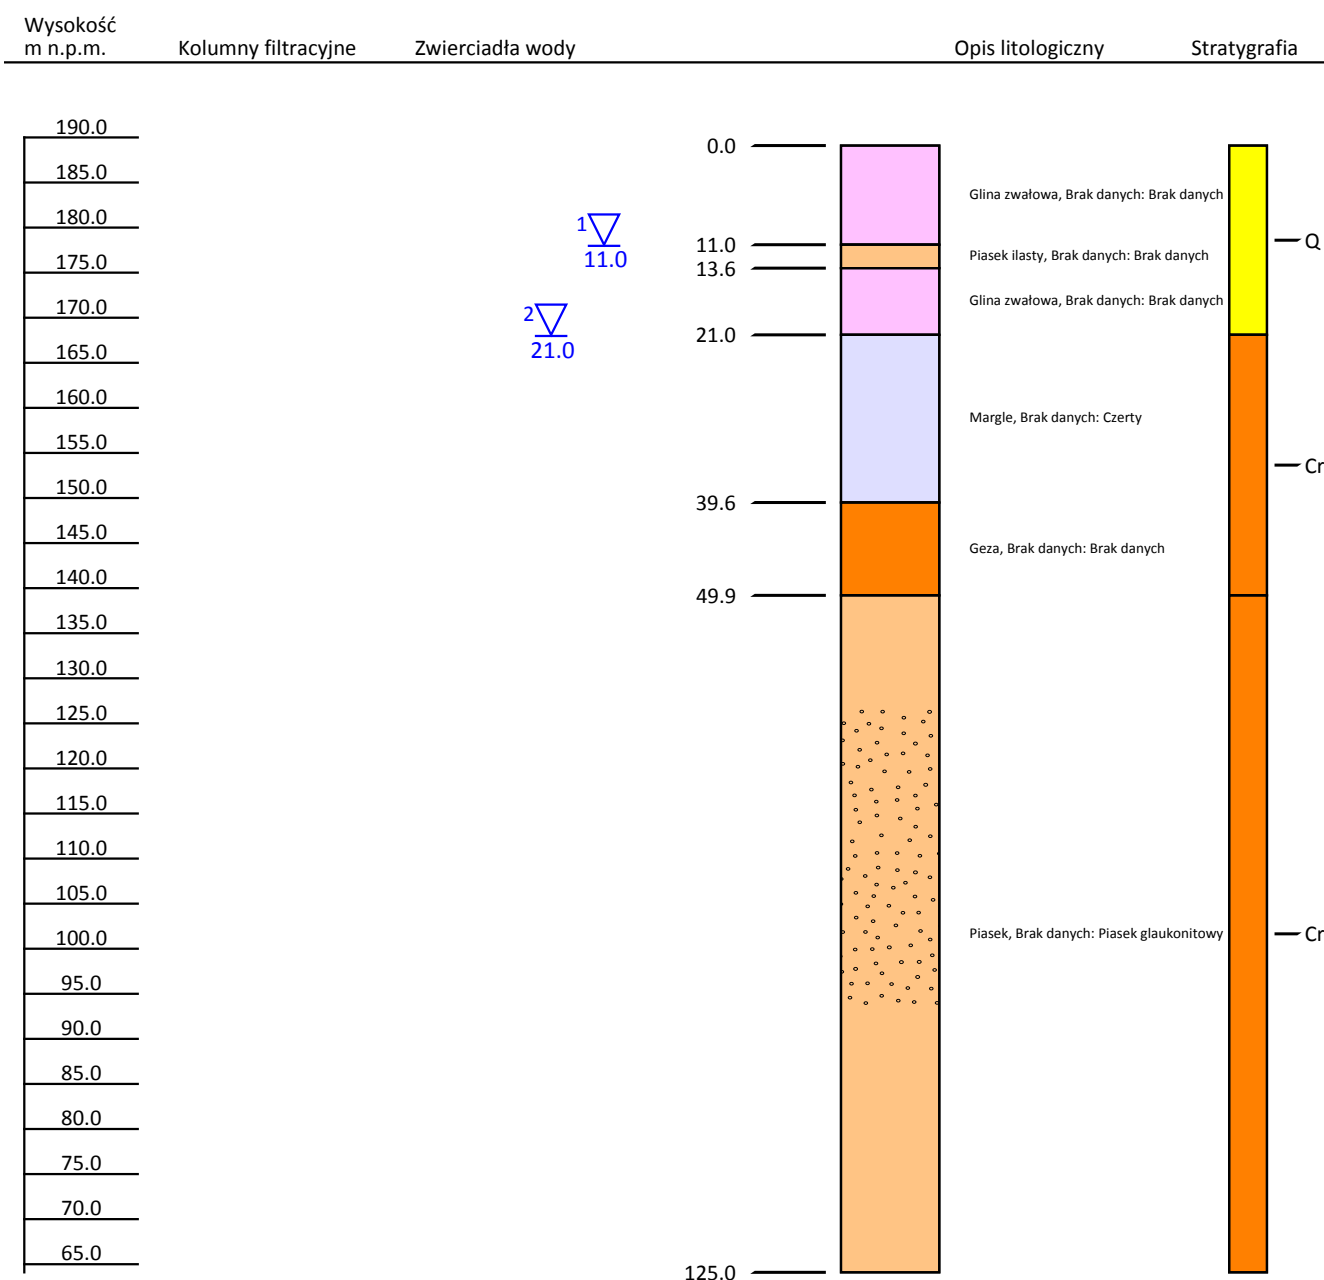 Wysokość
m n.p.m.
Kolumny filtracyjne
Zwierciadła wody
Opis litologiczny
Stratygrafia
190.0
185.0
180.0
175.0
170.0
165.0
160.0
155.0
150.0
145.0
140.0
135.0
130.0
125.0
120.0
115.0
110.0
105.0
100.0
95.0
90.0
85.0
80.0
75.0
70.0
65.0
1
11.0
2
21.0
0.0
11.0
13.6
21.0
39.6
49.9
125.0
Glina zwałowa, Brak danych: Brak danych
Piasek ilasty, Brak danych: Brak danych
Glina zwałowa, Brak danych: Brak danych
Margle, Brak danych: Czerty
Geza, Brak danych: Brak danych
Piasek, Brak danych: Piasek glaukonitowy
Q
Cr
Cr